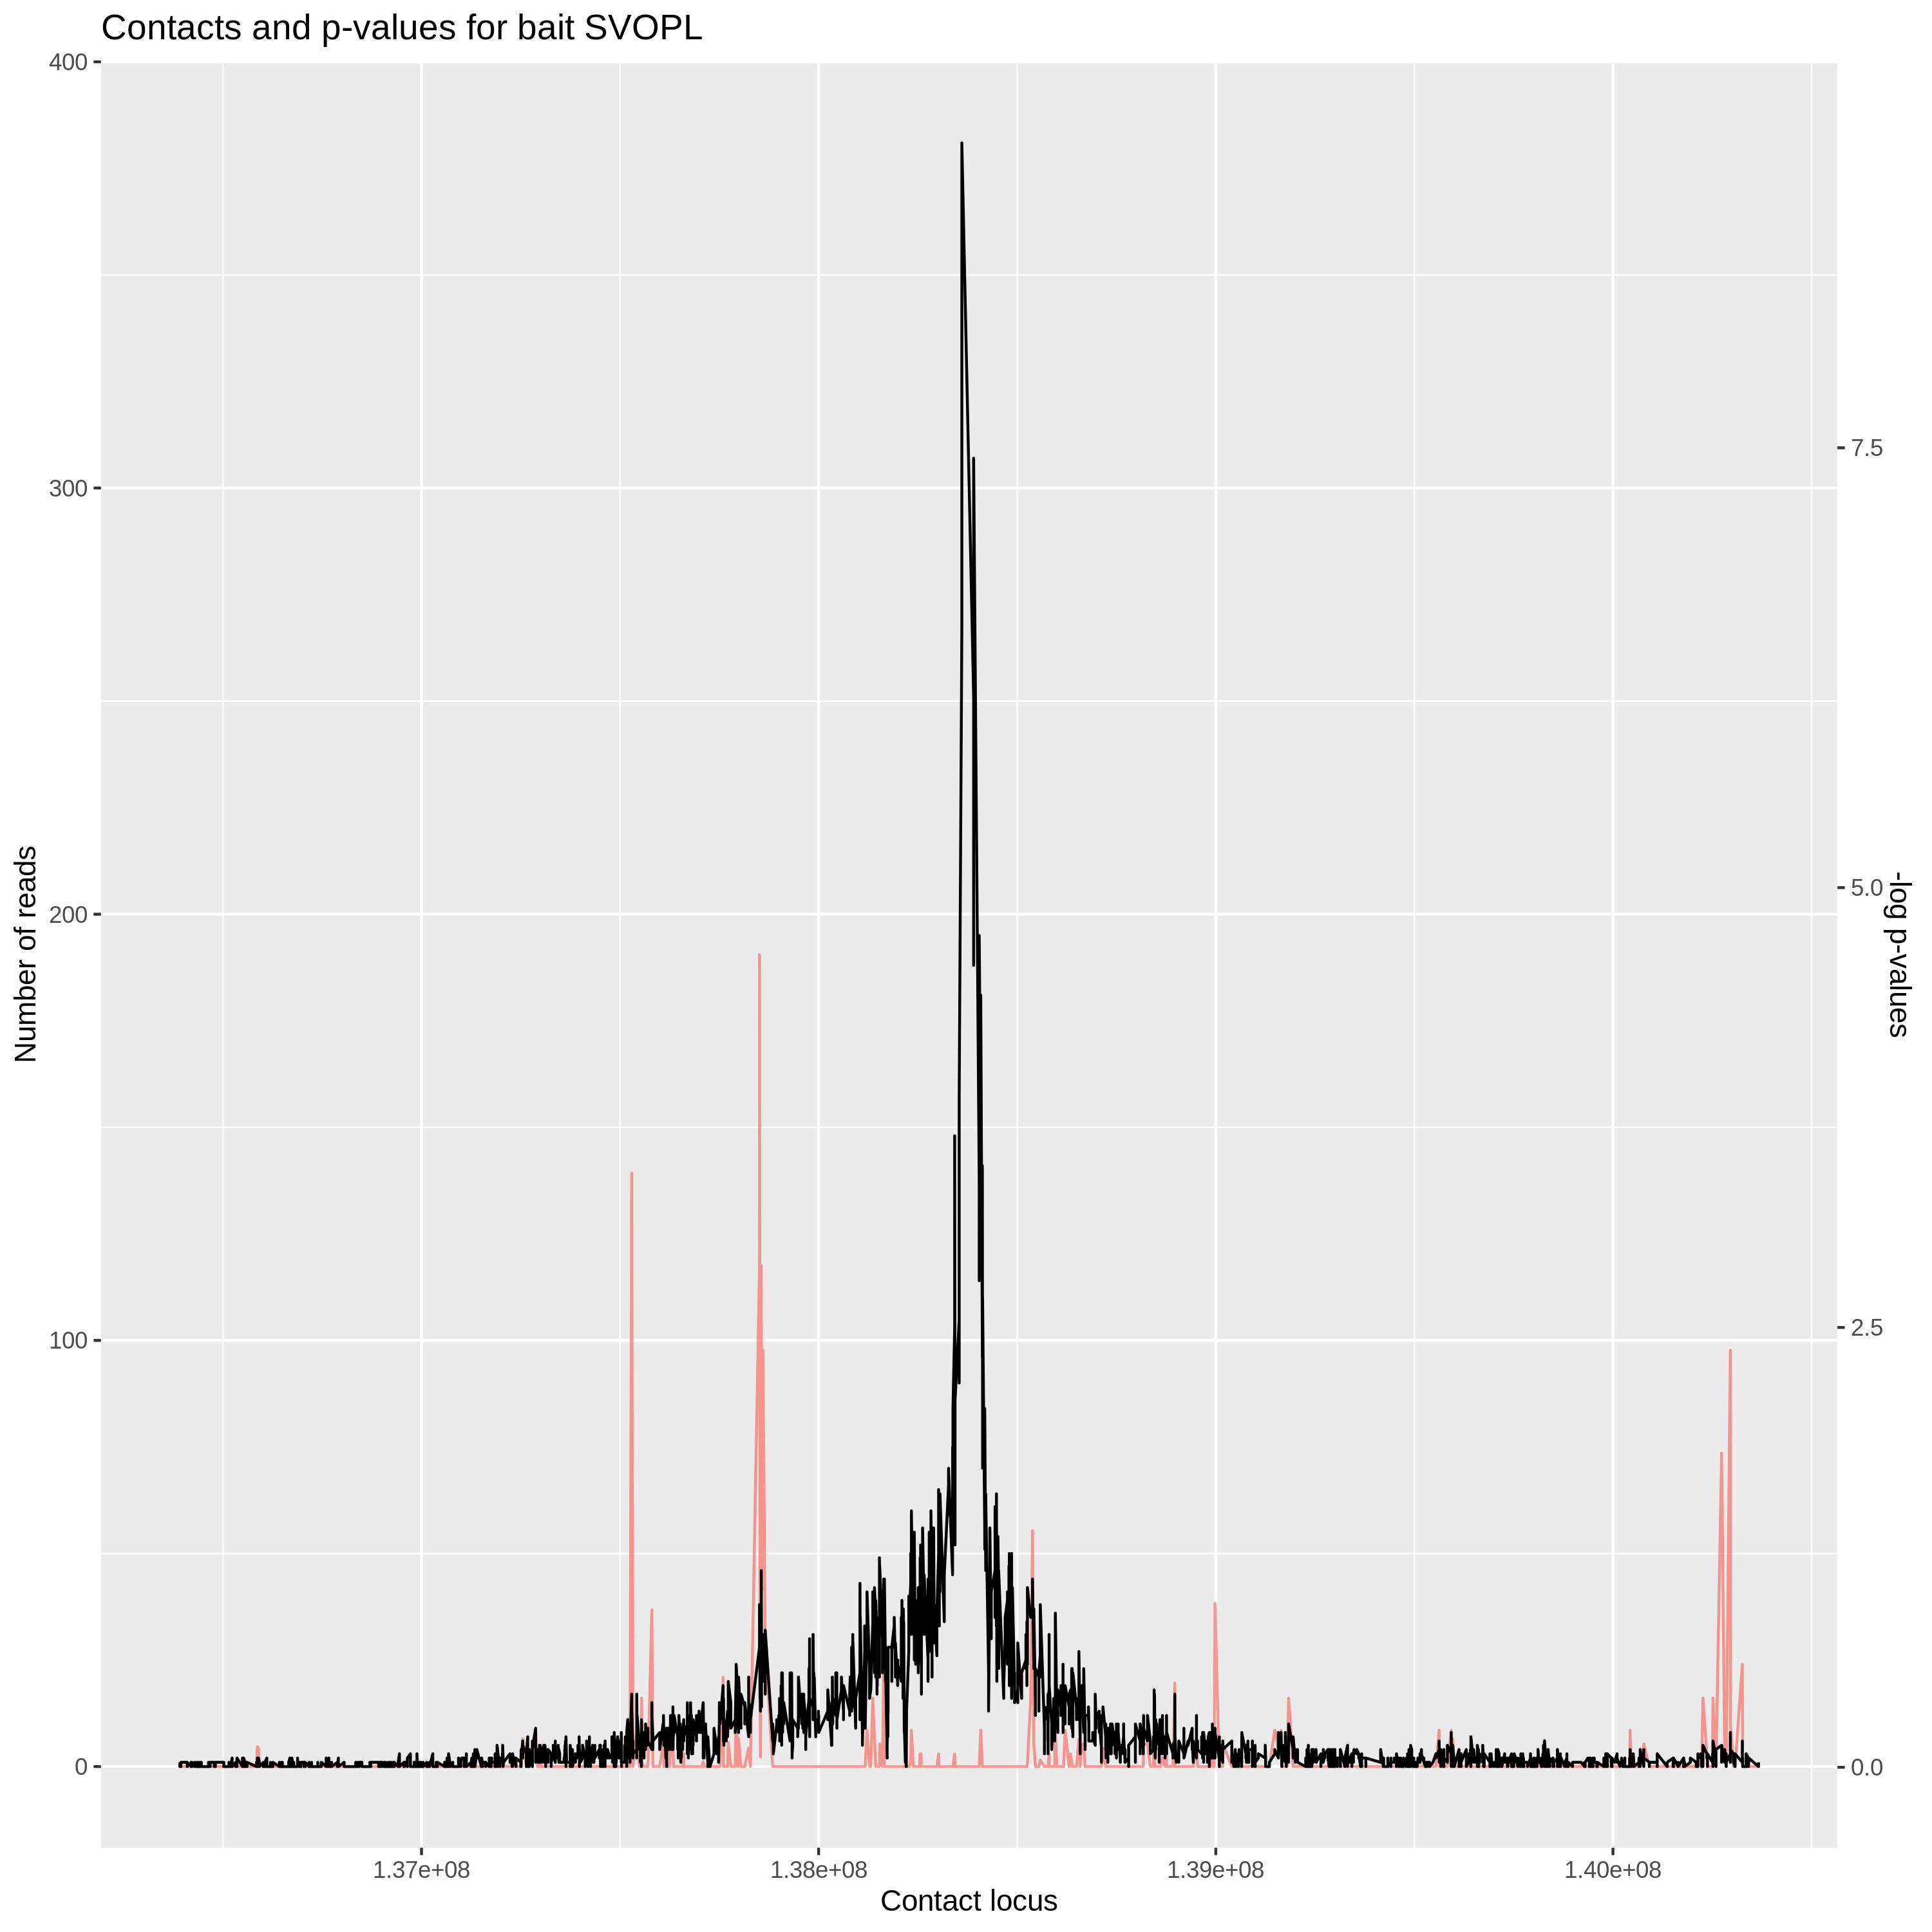 Contacts and p-values for bait SVOPL
400
300
200
100
0
Number of reads
7.5
5.0
2.5
0.0
-log p-values
1.37e+08
1.38e+08
1.39e+08
1.40e+08
Contact locus